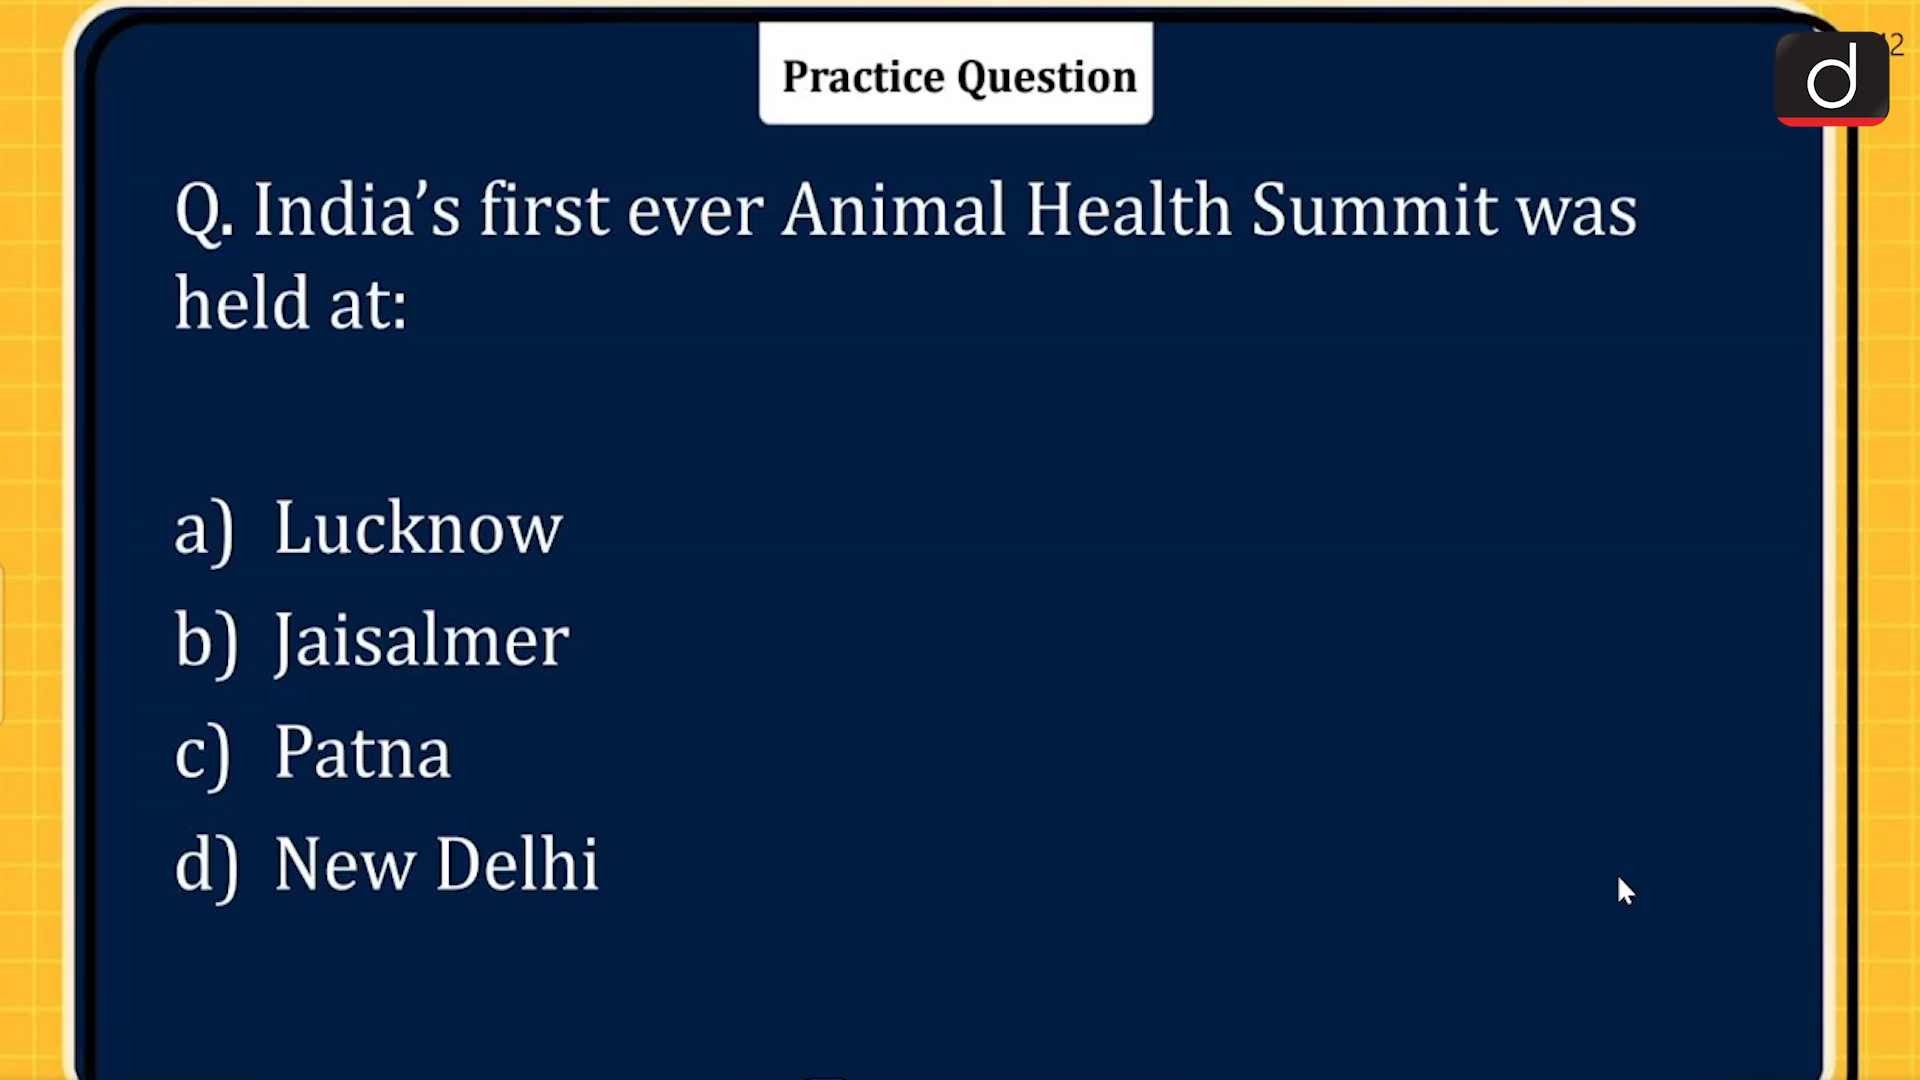 Practice Question
Q. India’s first ever Animal Health Summit was
held at:
a) Lucknow
b) Jaisalmer
c) Patna
d) New Delhi